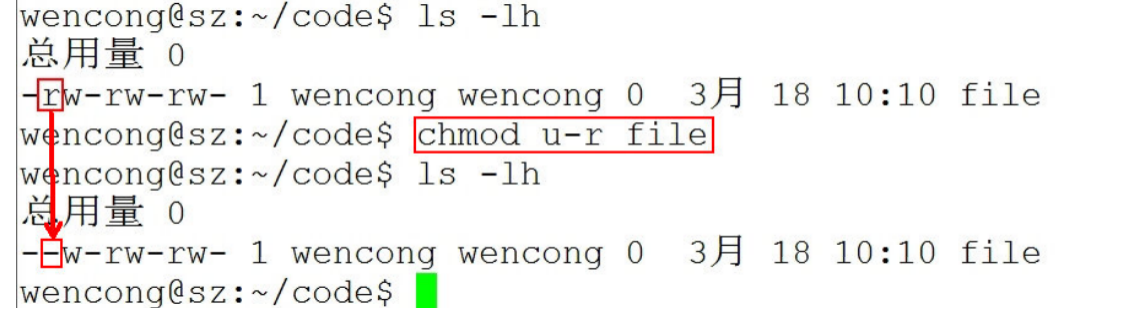 wencong@sz:~/code$ ls -lh
总用量 0
-rw-rw-rw- 1 wencong wencong 0  3月 18 10:10 file
wencong@sz:~/code$ chmod u-r file
wencong@sz:~/code$ ls -lh
总用量 0
--w-rw-rw- 1 wencong wencong 0  3月 18 10:10 file
wencong@sz:~/code$